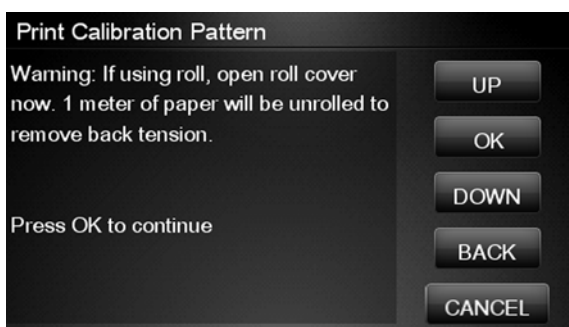 Print Calibration Pattern
Warning: If using roll, open roll cover
now. 1 meter of paper will be unrolled to
remove back tension.
Press OK to continue
UP
OK
DOWN
BACK
CANCEL